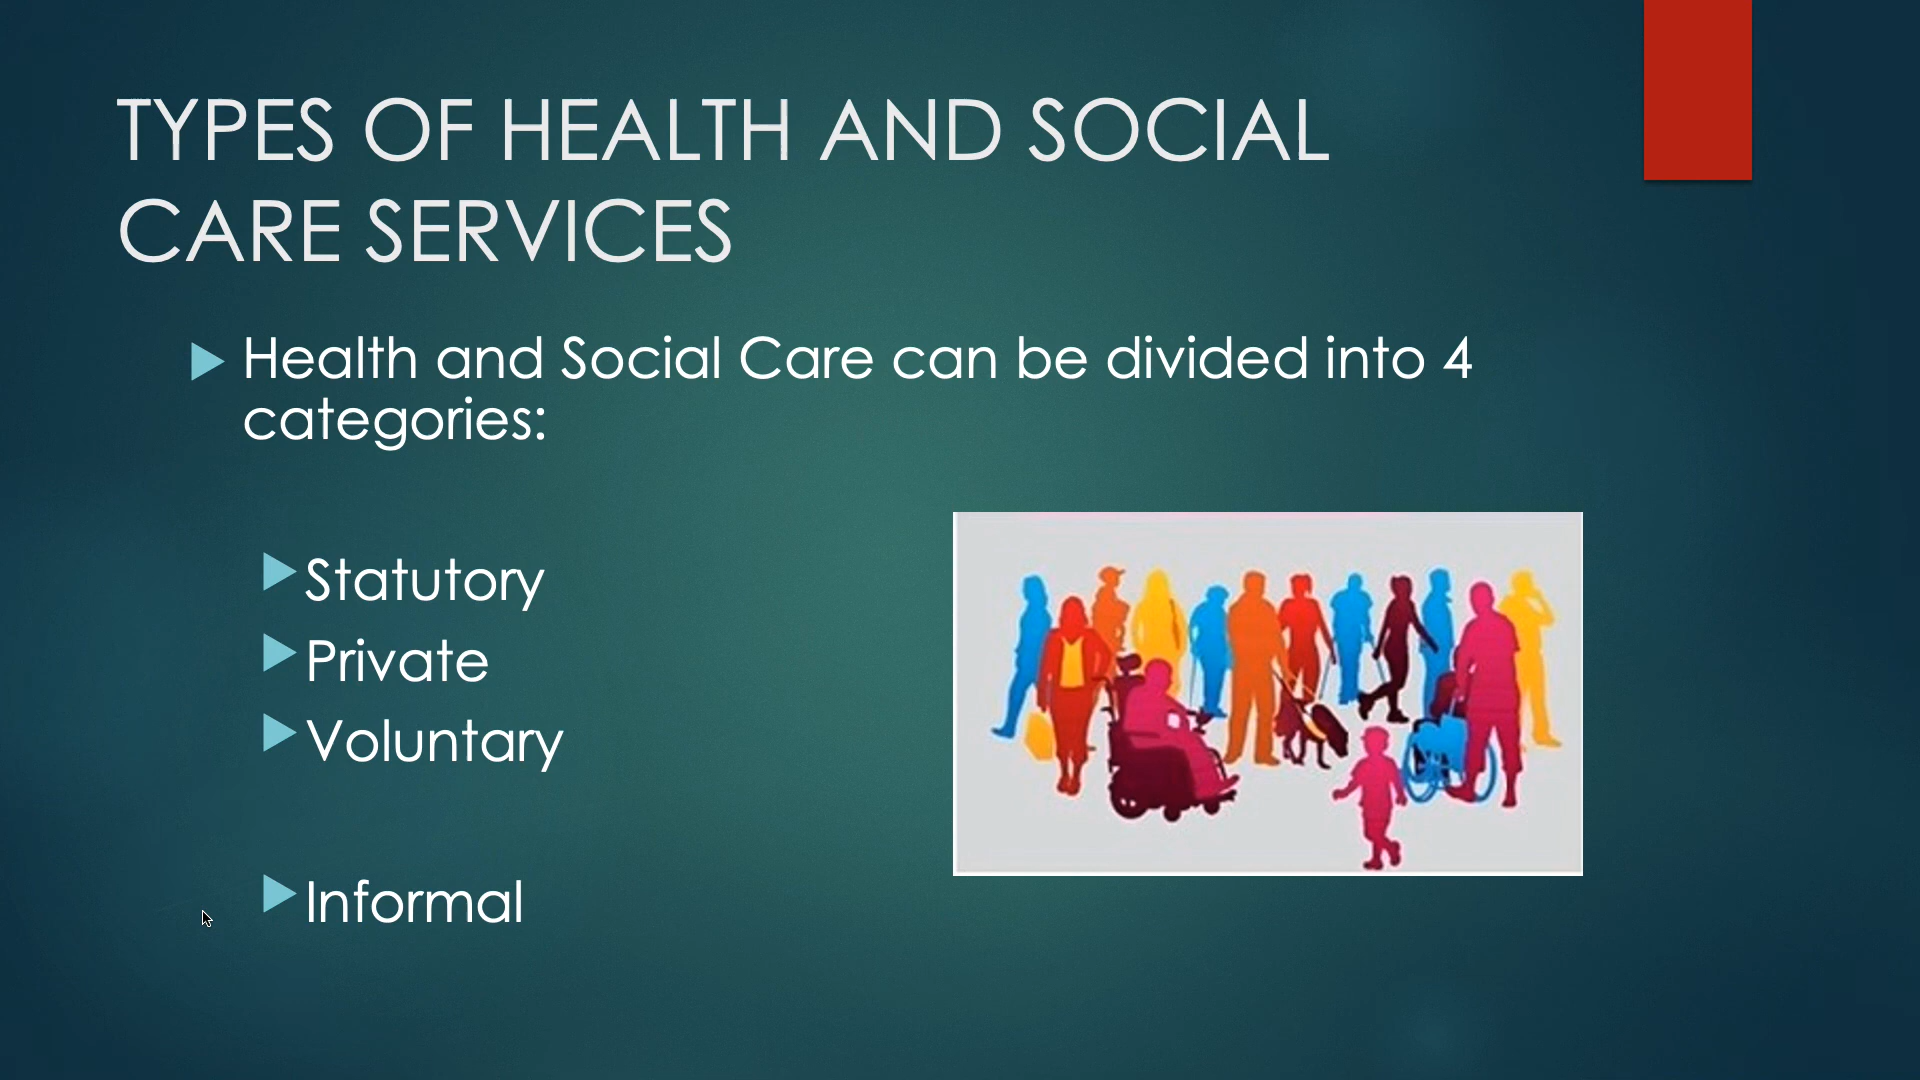 TYPES OF HEALTH AND SOCIAL
CARE SERVICES
Health and Social Care can be divided into 4
categories:
Statutory
Private
Voluntary
Informal